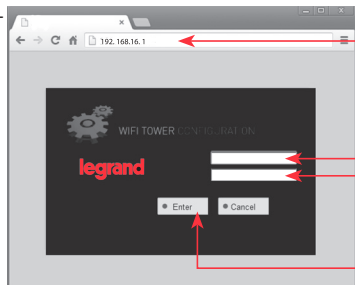 192.168.16.1
WIFI TOWER CONFIGURATION
legrand
Enter
Cancel